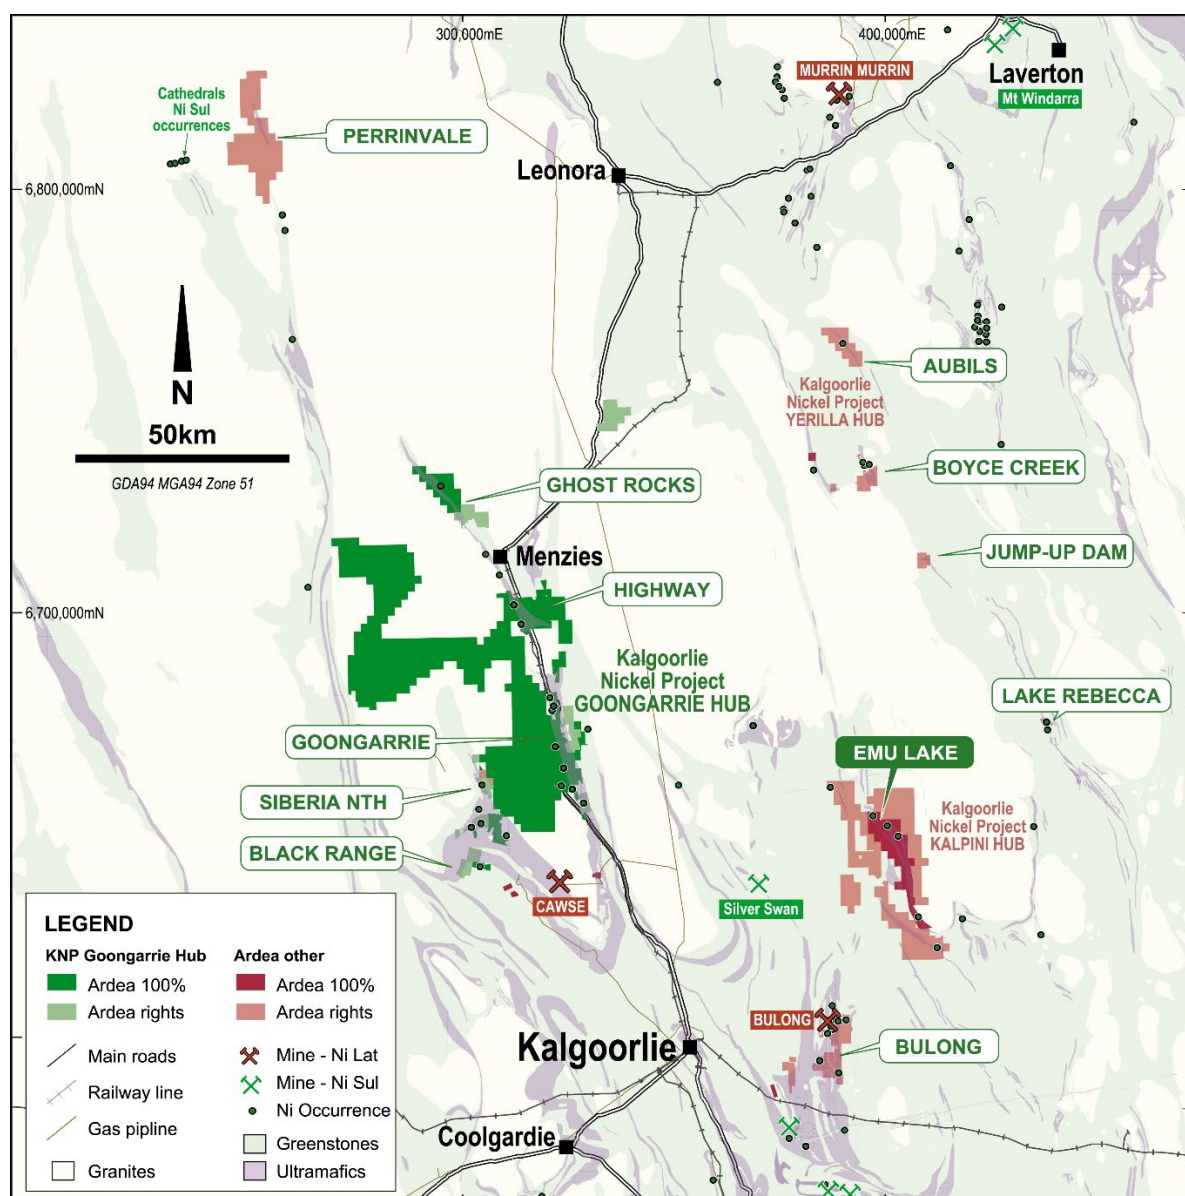 300,000mE
400,000mE
MURRIN MURRIN
Laverton
Mt Windarra
Cathedrals
Ni Sul
occurrences
PERRINVALE
Leonora
6,800,000mN
N
50km
GDA94 MGA94 Zone 51
AUBILS
Kalgoorlie
Nickel Project
YERILLA HUB
BOYCE CREEK
GHOST ROCKS
JUMP-UP DAM
Menzies
HIGHWAY
6,700,000mN
Kalgoorlie
Nickel Project
GOONGARRIE HUB
LAKE REBECCA
GOONGARRIE
EMU LAKE
SIBERIA NTH
Kalgoorlie
Nickel Project
KALPINI HUB
BLACK RANGE
CAWSE
Silver Swan
BULONG
BULONG
Kalgoorlie
Coolgardie
LEGEND
KNP Goongarrie Hub
Ardea other
Ardea 100%
Ardea 100%
Ardea rights
Ardea rights
Main roads
Mine - Ni Lat
Railway line
Mine - Ni Sul
Gas pipline
Ni Occurrence
Greenstones
Granites
Ultramafics